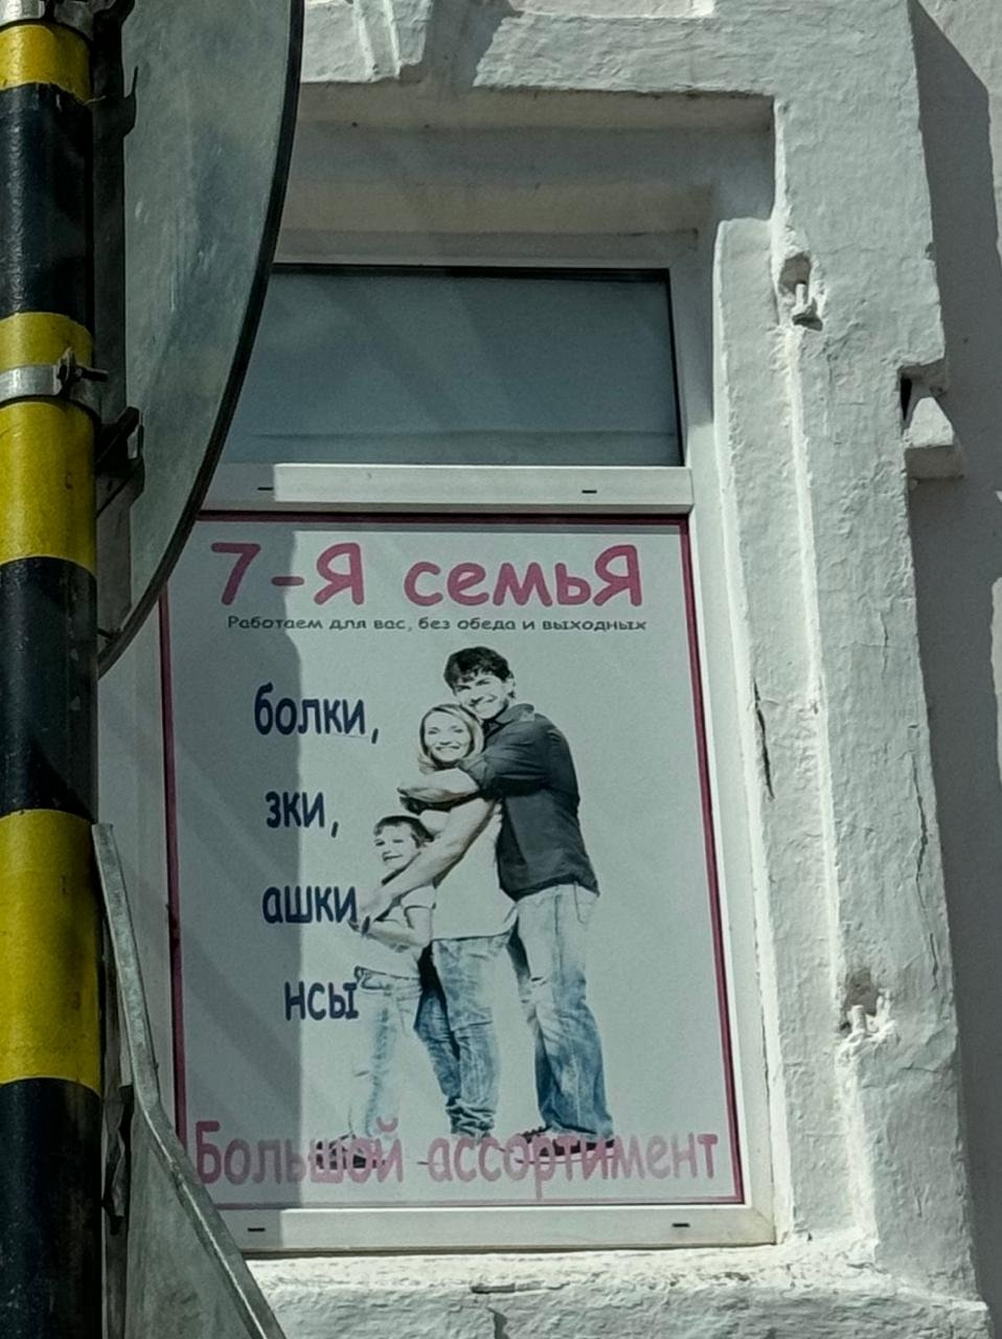 7-Я семьЯ
Работаем для вас, без обеда и выходных
болки,
зки,
ашки,
нсы
Большой ассортимент